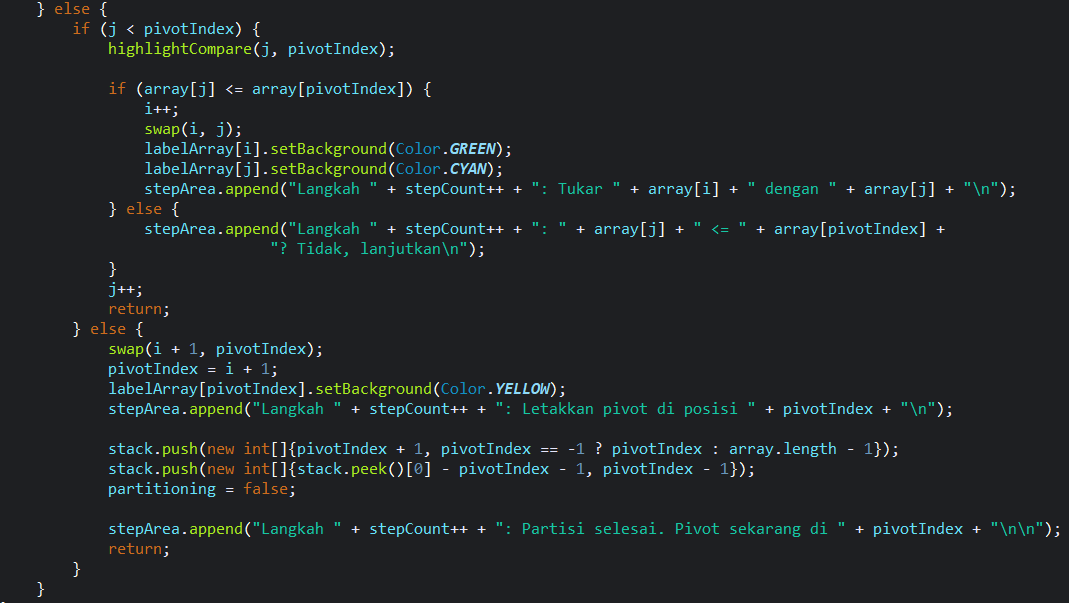 } else {
    if (j < pivotIndex) {
        highlightCompare(j, pivotIndex);

        if (array[j] <= array[pivotIndex]) {
            i++;
            swap(i, j);
            labelArray[i].setBackground(Color.GREEN);
            labelArray[j].setBackground(Color.CYAN);
            stepArea.append("Langkah " + stepCount++ + ": Tukar " + array[i] + " dengan " + array[j] + "\n");
        } else {
            stepArea.append("Langkah " + stepCount++ + ": " + array[j] + " <= " + array[pivotIndex] +
                          "? Tidak, lanjutkan\n");
        }
        j++;
        return;
    } else {
        swap(i + 1, pivotIndex);
        pivotIndex = i + 1;
        labelArray[pivotIndex].setBackground(Color.YELLOW);
        stepArea.append("Langkah " + stepCount++ + ": Letakkan pivot di posisi " + pivotIndex + "\n");

        stack.push(new int[]{pivotIndex + 1, pivotIndex == -1 ? pivotIndex : array.length - 1});
        stack.push(new int[]{stack.peek()[0] - pivotIndex - 1, pivotIndex - 1});
        partitioning = false;

        stepArea.append("Langkah " + stepCount++ + ": Partisi selesai. Pivot sekarang di " + pivotIndex + "\n\n");
        return;
    }
}